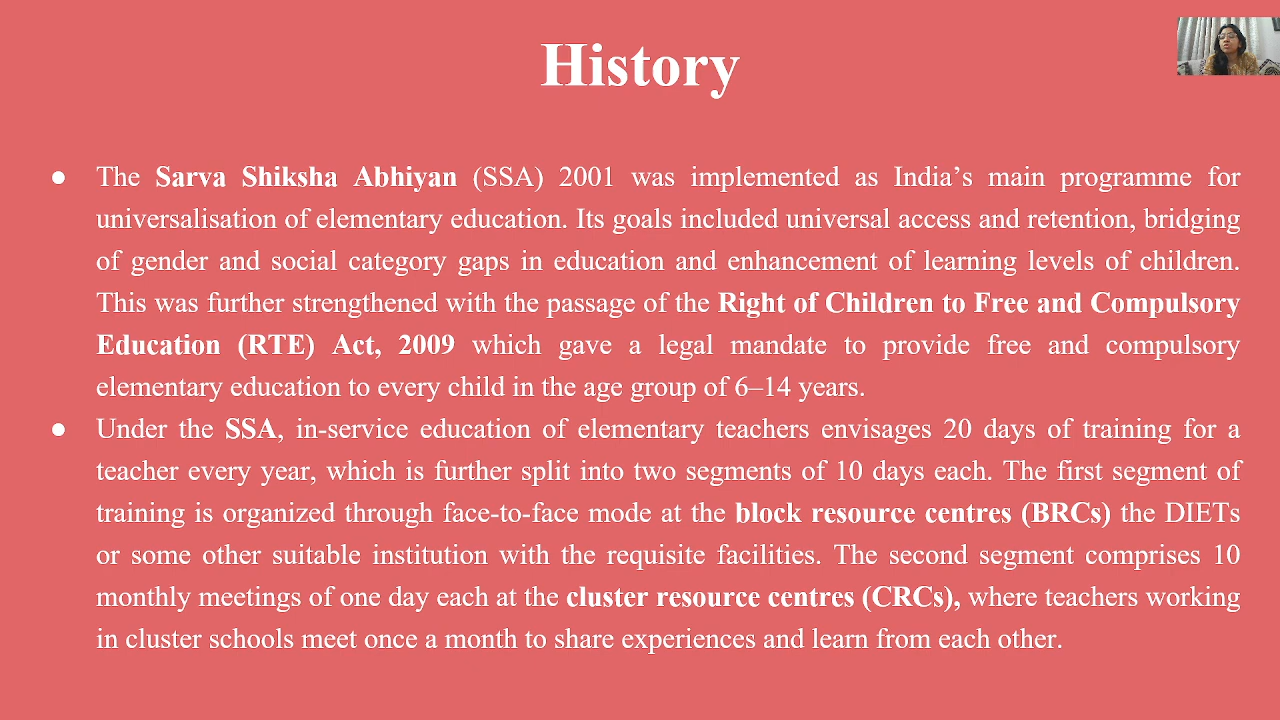 History
● The Sarva Shiksha Abhiyan (SSA) 2001 was implemented as India’s main programme for
universalisation of elementary education. Its goals included universal access and retention, bridging
of gender and social category gaps in education and enhancement of learning levels of children.
This was further strengthened with the passage of the Right of Children to Free and Compulsory
Education (RTE) Act, 2009 which gave a legal mandate to provide free and compulsory
elementary education to every child in the age group of 6–14 years.
● Under the SSA, in-service education of elementary teachers envisages 20 days of training for a
teacher every year, which is further split into two segments of 10 days each. The first segment of
training is organized through face-to-face mode at the block resource centres (BRCs) the DIETs
or some other suitable institution with the requisite facilities. The second segment comprises 10
monthly meetings of one day each at the cluster resource centres (CRCs), where teachers working
in cluster schools meet once a month to share experiences and learn from each other.